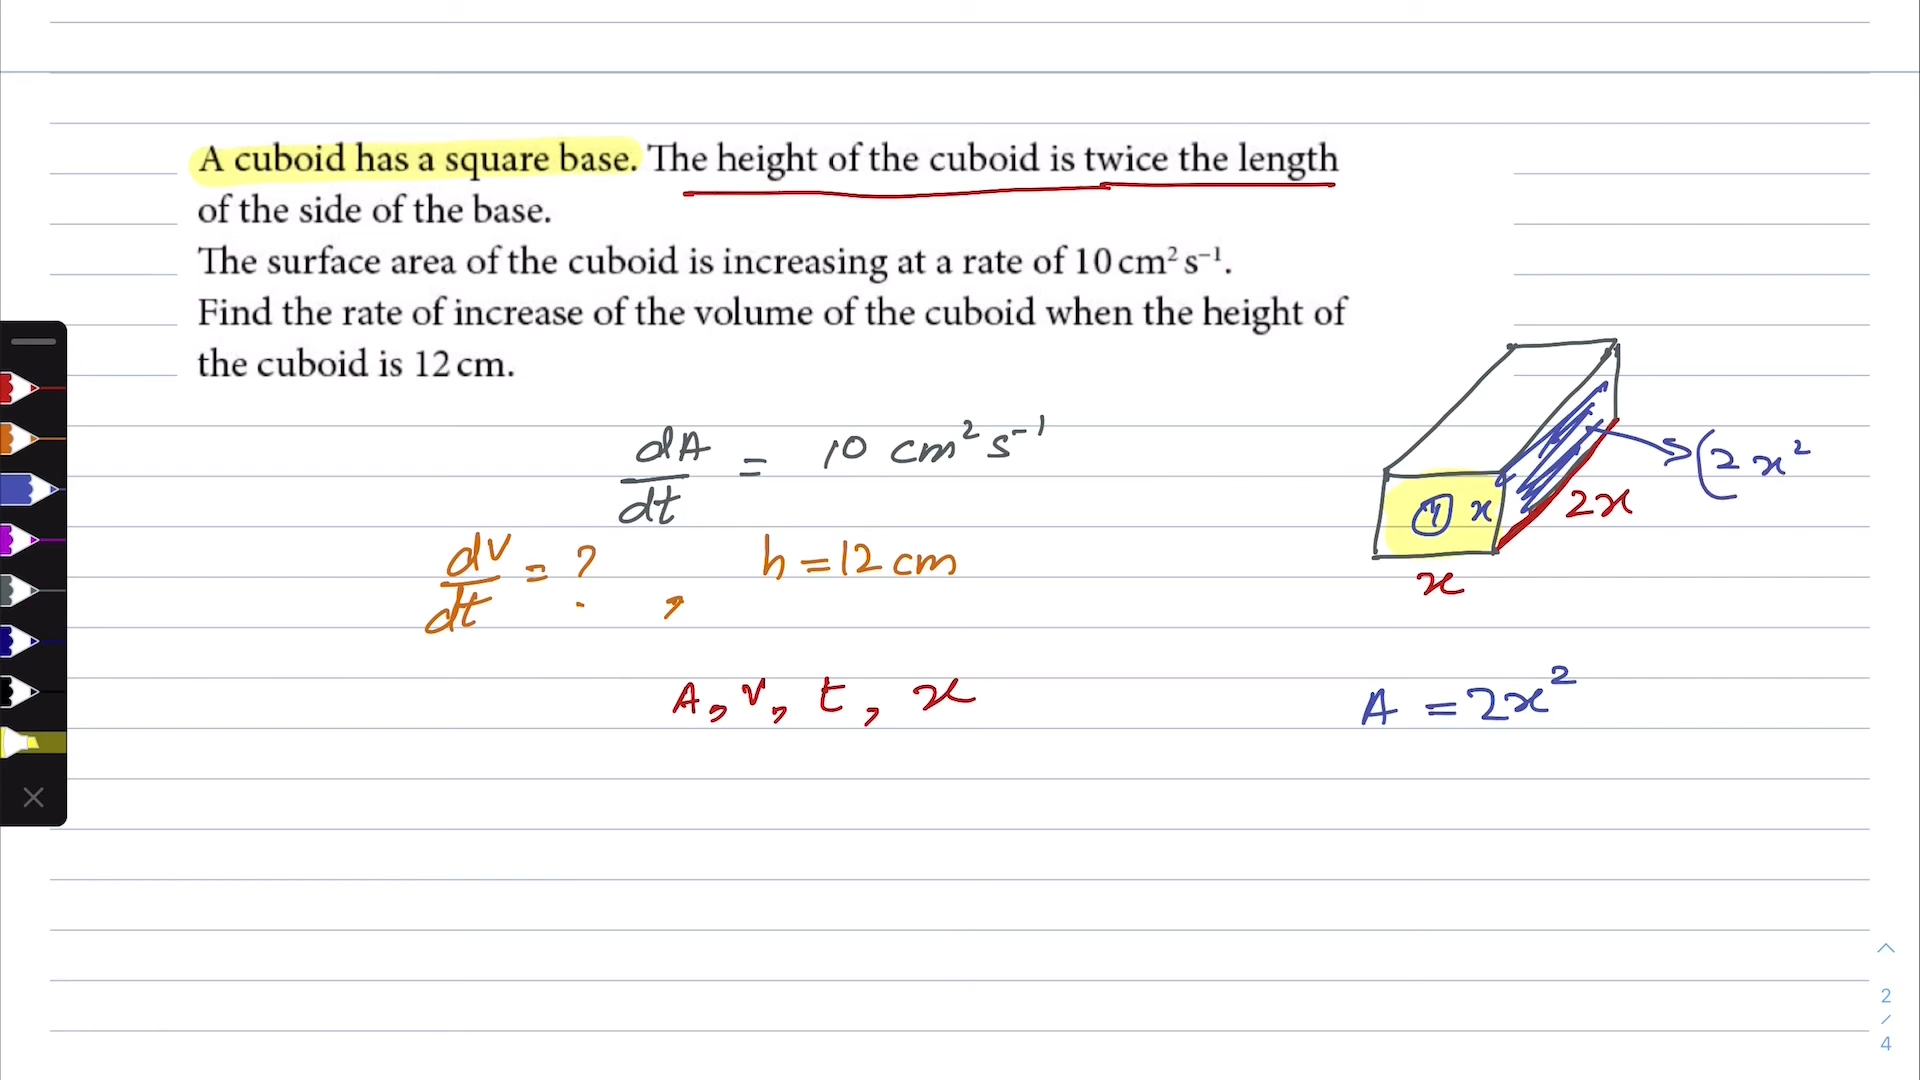 A cuboid has a square base. The height of the cuboid is twice the length
of the side of the base.
The surface area of the cuboid is increasing at a rate of 10 cm² s⁻¹.
Find the rate of increase of the volume of the cuboid when the height of
the cuboid is 12 cm.
dA/dt = 10 cm² s⁻¹
dV/dt = ? , h = 12 cm
A, V, t, x
x
2x
(2x²
x
A = 2x²
2
/
4